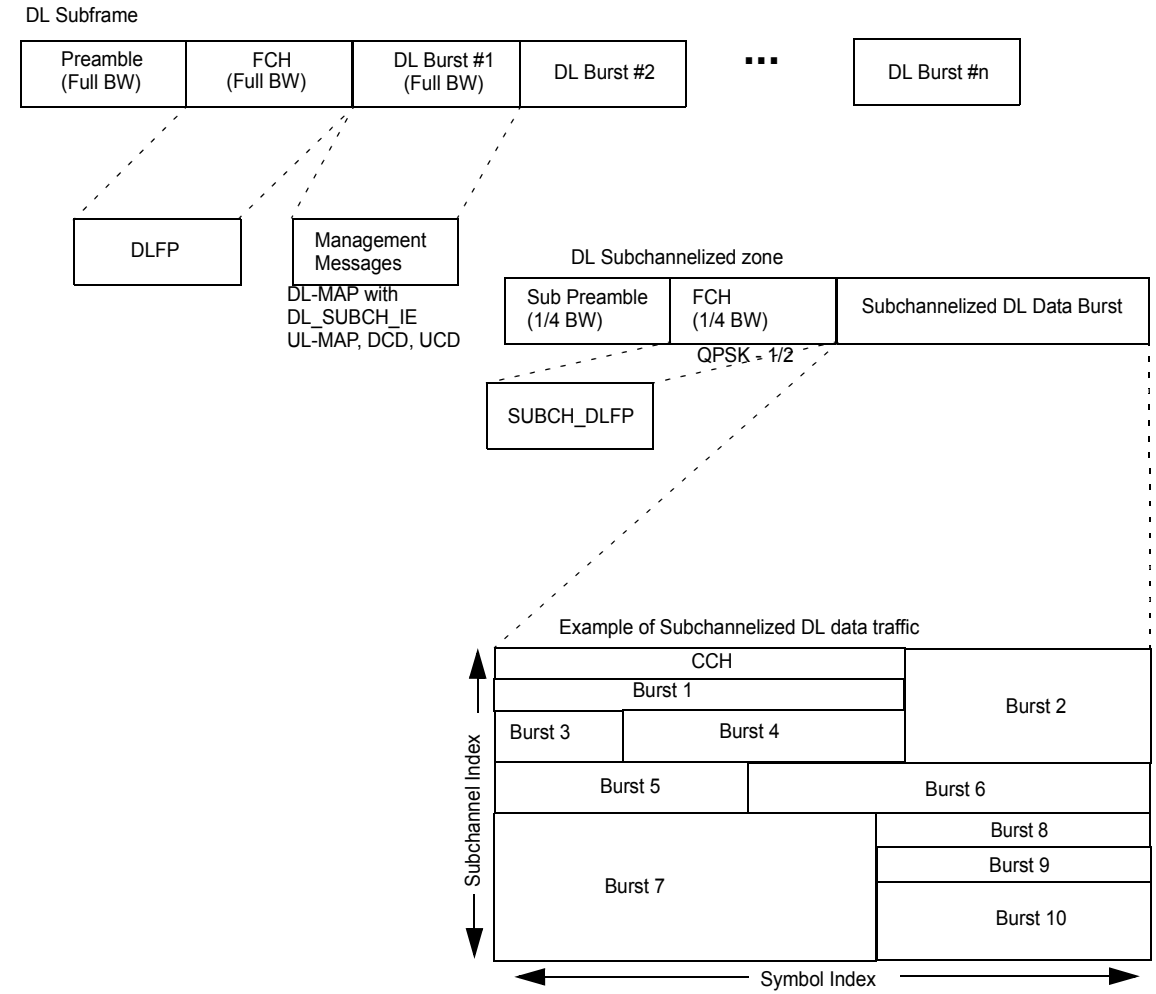 DL Subframe
Preamble
(Full BW)
FCH
(Full BW)
DL Burst #1
(Full BW)
DL Burst #2
...
DL Burst #n
DLFP
Management
Messages
DL-MAP with
DL_SUBCH_IE
UL-MAP, DCD, UCD
DL Subchannelized zone
Sub Preamble
(1/4 BW)
FCH
(1/4 BW)
Subchannelized DL Data Burst
QPSK - 1/2
SUBCH_DLFP
Example of Subchannelized DL data traffic
CCH
Burst 1
Burst 2
Burst 3
Burst 4
Burst 5
Burst 6
Burst 7
Burst 8
Burst 9
Burst 10
Subchannel Index
Symbol Index